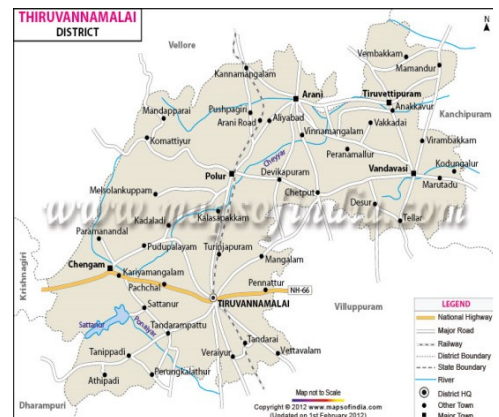 THIRUVANNAMALAI
DISTRICT
Vellore
Vembakkam
Mamandur
Kannamangalam
Arani
Tiruvettipuram
Anakkavur
Kanchipuram
Mandapparai
Pushpagiri
Arani Road
Aliyabad
Vakkadai
Vinnamangalam
Virambakkam
Komattiyur
Cheyyar
Peranamallur
Kodungalur
Polur
Devikapuram
Vandavasi
Marutadu
Melsolankuppam
Chetput
Desur
Tellar
www.mapsofindia.com
Kadaladi
Kalasapakkam
Paramanandal
Pudupalayam
Turinjapuram
Mangalam
Krishnagiri
Chengam
Kariyamangalam
Pachchal
Pennattur
NH-66
TIRUVANNAMALAI
Villuppuram
Sattanur
Sattanur
Ponnaiyar
Tandarampattu
Tanippadi
Veraiyur
Tandarai
Vettavalam
Athipadi
Perungkalathur
Dharampuri
LEGEND
National Highway
Major Road
Railway
District Boundary
State Boundary
River
District HQ
Other Town
Major Town
Map not to Scale
Copyright © 2012 www.mapsofindia.com
(Updated on 1st February 2012)